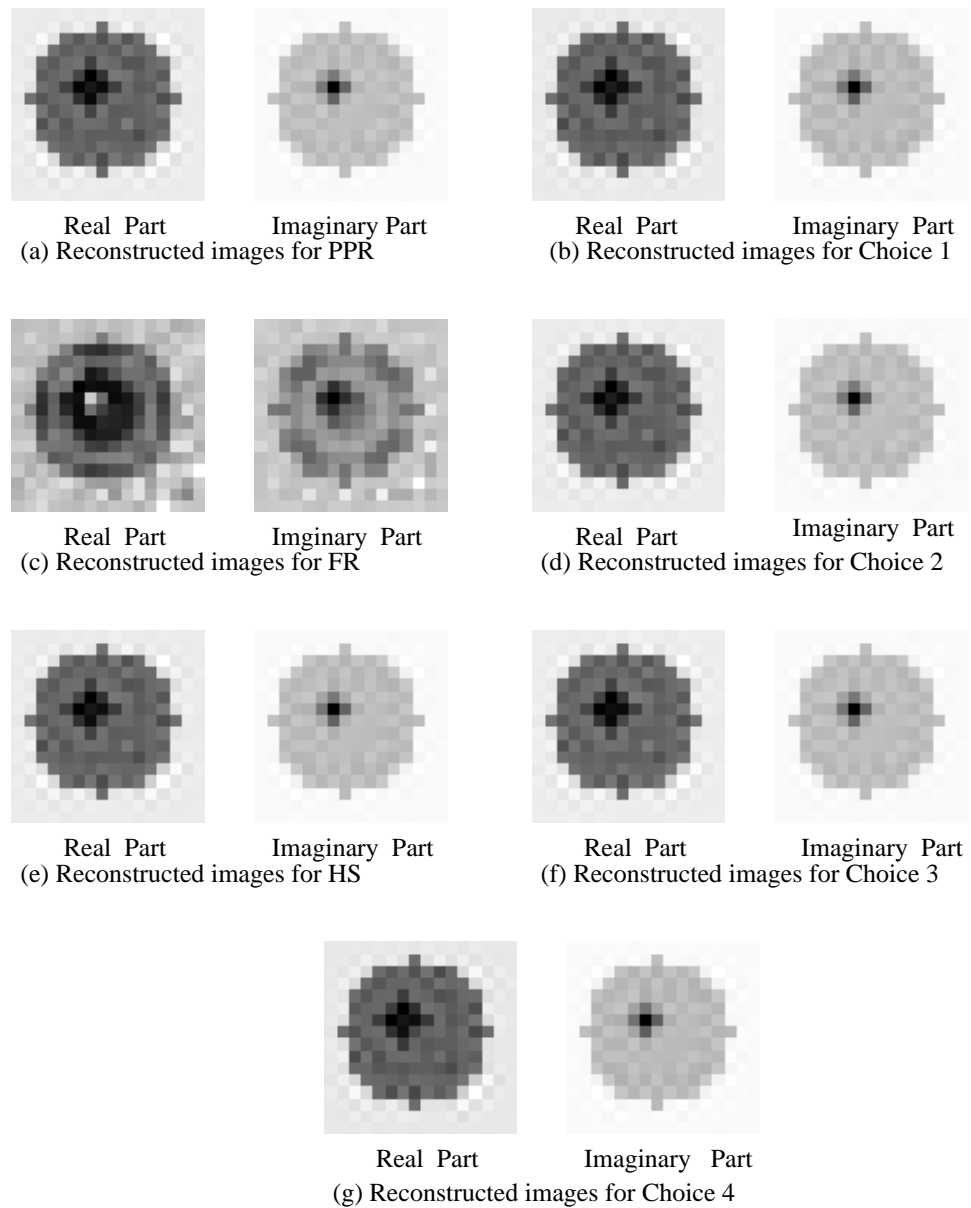 Real Part
Imaginary Part
(a) Reconstructed images for PPR
Real Part
Imaginary Part
(b) Reconstructed images for Choice 1
Real Part
Imginary Part
(c) Reconstructed images for FR
Real Part
Imaginary Part
(d) Reconstructed images for Choice 2
Real Part
Imaginary Part
(e) Reconstructed images for HS
Real Part
Imaginary Part
(f) Reconstructed images for Choice 3
Real Part
Imaginary Part
(g) Reconstructed images for Choice 4